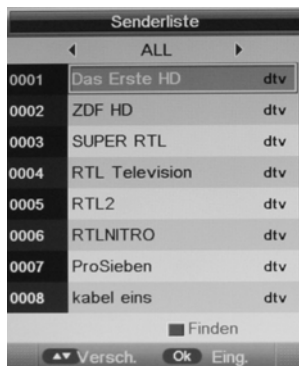 Senderliste
ALL
0001 Das Erste HD dtv
0002 ZDF HD dtv
0003 SUPER RTL dtv
0004 RTL Television dtv
0005 RTL2 dtv
0006 RTLNITRO dtv
0007 ProSieben dtv
0008 kabel eins dtv
Finden
Versch. Ok Eing.